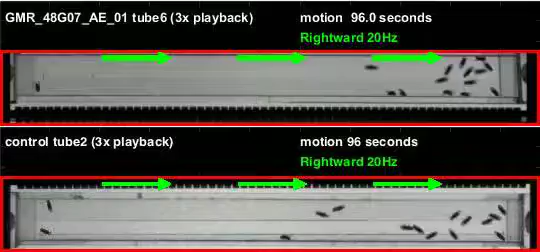 GMR_48G07_AE_01 tube6 (3x playback)
motion  96.0 seconds
Rightward 20Hz
control tube2 (3x playback)
motion 96 seconds
Rightward 20Hz